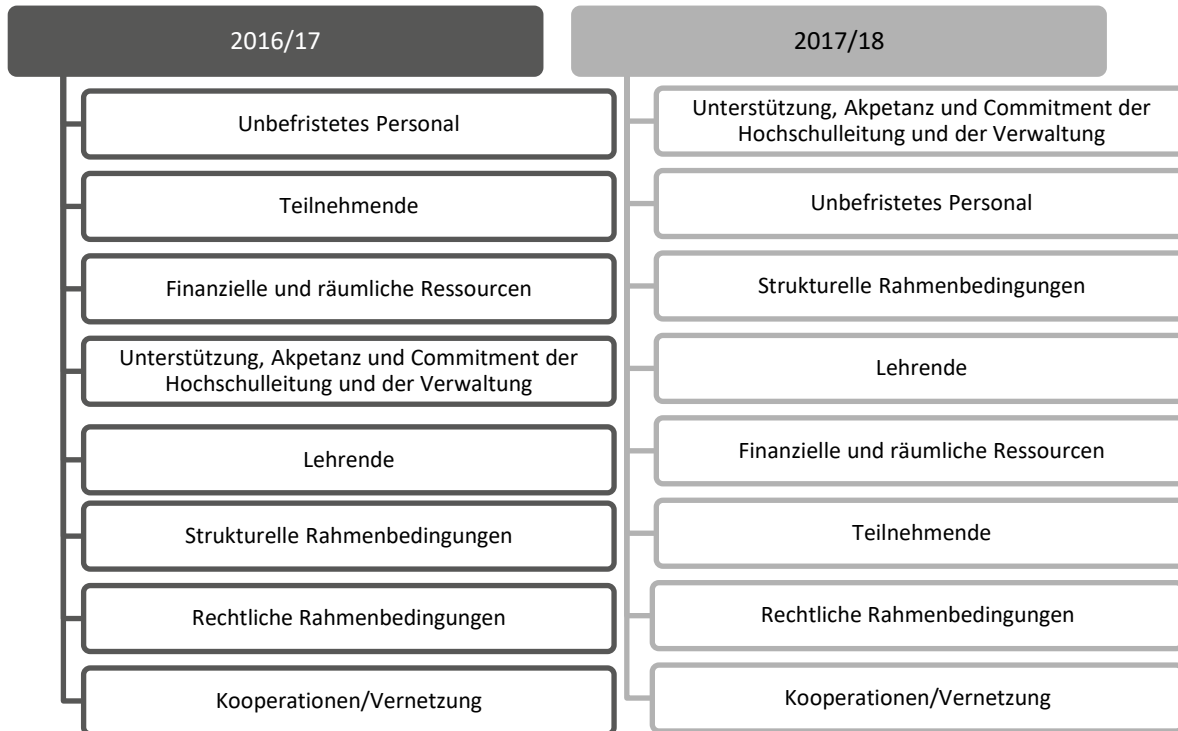 2016/17
Unbefristetes Personal
Teilnehmende
Finanzielle und räumliche Ressourcen
Unterstützung, Akpetanz und Commitment der
Hochschulleitung und der Verwaltung
Lehrende
Strukturelle Rahmenbedingungen
Rechtliche Rahmenbedingungen
Kooperationen/Vernetzung
2017/18
Unterstützung, Akpetanz und Commitment der
Hochschulleitung und der Verwaltung
Unbefristetes Personal
Strukturelle Rahmenbedingungen
Lehrende
Finanzielle und räumliche Ressourcen
Teilnehmende
Rechtliche Rahmenbedingungen
Kooperationen/Vernetzung